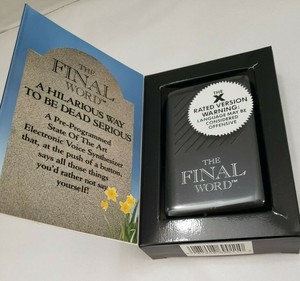 THE
FINAL
WORD™
A HILARIOUS WAY
TO BE DEAD SERIOUS
A Pre-Programmed
State Of The Art
Electronic Voice Synthesizer
that, at the push of a button,
says all those things
you'd rather not say
yourself!
THE
X
RATED VERSION
WARNING:
LANGUAGE MAY BE
CONSIDERED
OFFENSIVE
THE
FINAL
WORD™